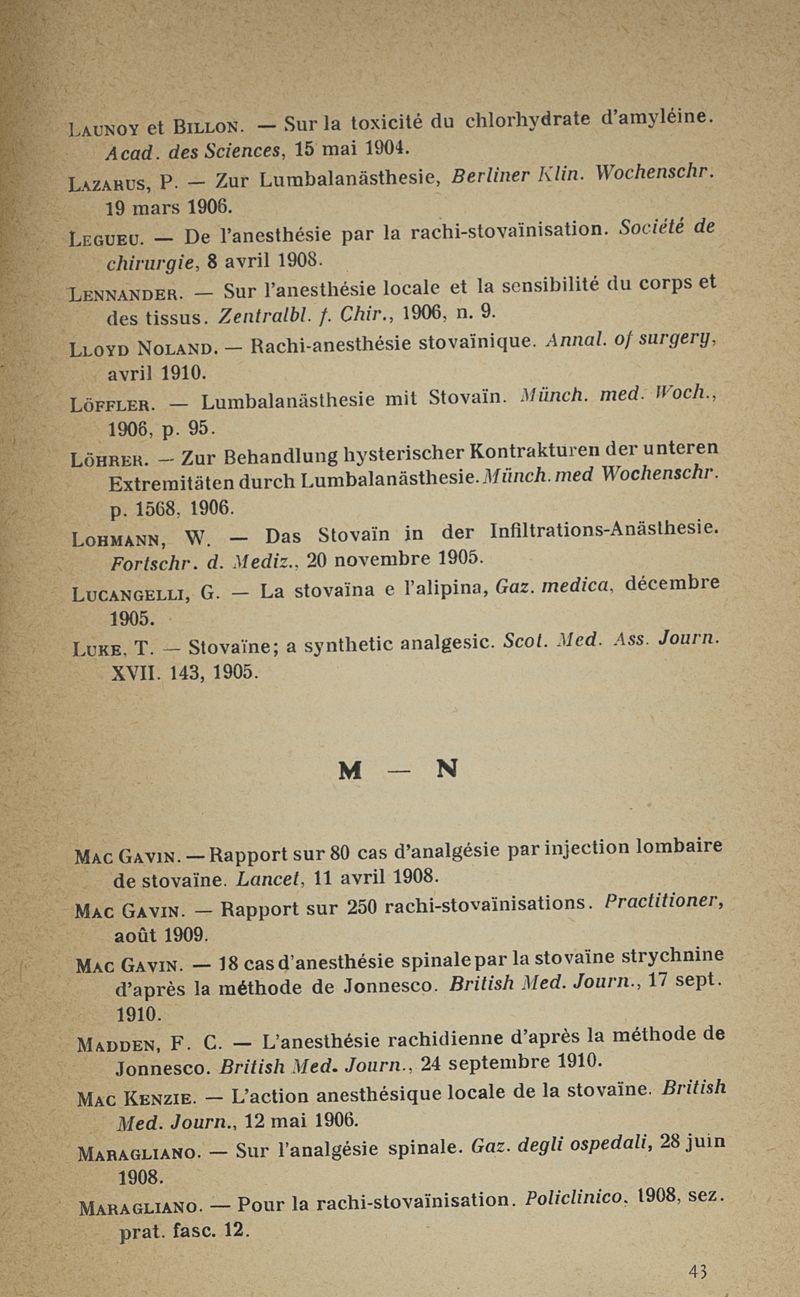 Launoy et Billon. — Sur la toxicité du chlorhydrate d'amyléine.
Acad. des Sciences, 15 mai 1904.
Lazarus, P. — Zur Lumbalanästhesie, Berliner Klin. Wochenschr.
19 mars 1906.
Legueu. — De l'anesthésie par la rachi-stovaïnisation. Société de
chirurgie, 8 avril 1908.
Lennander. — Sur l'anesthésie locale et la sensibilité du corps et
des tissus. Zentralbl. f. Chir., 1906, n. 9.
Lloyd Noland. — Rachi-anesthésie stovaïnique. Annal. of surgery,
avril 1910.
Löffler. — Lumbalanästhesie mit Stovaïn. Münch. med. Woch.,
1906, p. 95.
Löhrer. — Zur Behandlung hysterischer Kontrakturen der unteren
Extremitäten durch Lumbalanästhesie. Münch. med Wochenschr.
p. 1568, 1906.
Lohmann, W. — Das Stovaïn in der Infiltrations-Anästhesie.
Fortschr. d. Mediz., 20 novembre 1905.
Lucangelli, G. — La stovaïna e l'alipina, Gaz. medica, décembre
1905.
Luke, T. — Stovaïne; a synthetic analgesic. Scot. Med. Ass. Journ.
XVII. 143, 1905.
M — N
Mac Gavin. — Rapport sur 80 cas d'analgésie par injection lombaire
de stovaïne. Lancet, 11 avril 1908.
Mac Gavin. — Rapport sur 250 rachi-stovaïnisations. Practitioner,
août 1909.
Mac Gavin. — 18 cas d'anesthésie spinale par la stovaïne strychnine
d'après la méthode de Jonnesco. British Med. Journ., 17 sept.
1910.
Madden, F. C. — L'anesthésie rachidienne d'après la méthode de
Jonnesco. British Med. Journ., 24 septembre 1910.
Mac Kenzie. — L'action anesthésique locale de la stovaïne. British
Med. Journ., 12 mai 1906.
Maragliano. — Sur l'analgésie spinale. Gaz. degli ospedali, 28 juin
1908.
Maragliano. — Pour la rachi-stovaïnisation. Policlinico, 1908, sez.
prat. fasc. 12.
43